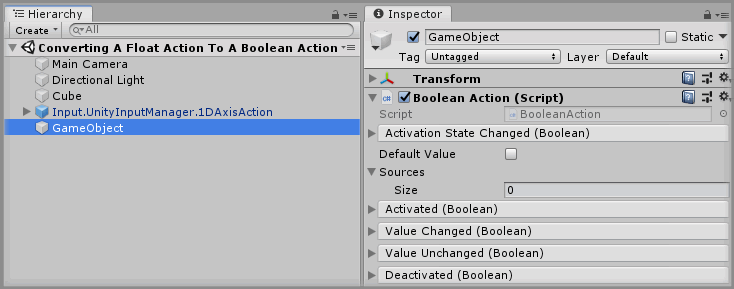 Hierarchy
Create
All
Converting A Float Action To A Boolean Action
Main Camera
Directional Light
Cube
Input.UnityInputManager.1DAxisAction
GameObject
Inspector
GameObject
Static
Tag Untagged Layer Default
Transform
Boolean Action (Script)
Script BooleanAction
Activation State Changed (Boolean)
Default Value
Sources
Size 0
Activated (Boolean)
Value Changed (Boolean)
Value Unchanged (Boolean)
Deactivated (Boolean)